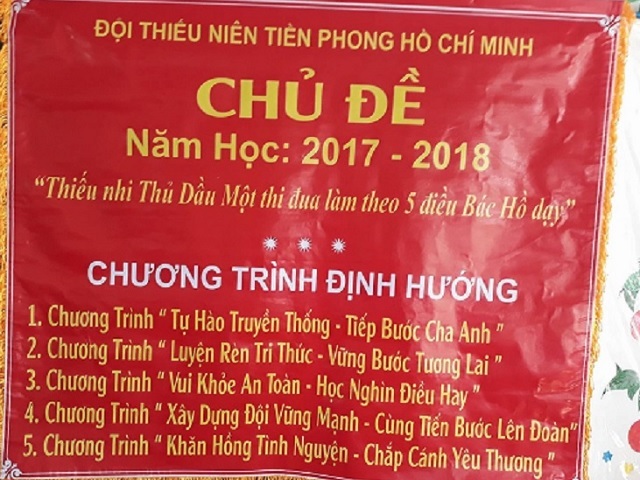 ĐỘI THIẾU NIÊN TIỀN PHONG HỒ CHÍ MINH
CHỦ ĐỀ
Năm Học: 2017 - 2018
“Thiếu nhi Thủ Dầu Một thi đua làm theo 5 điều Bác Hồ dạy”
CHƯƠNG TRÌNH ĐỊNH HƯỚNG
1. Chương Trình “ Tự Hào Truyền Thống - Tiếp Bước Cha Anh ”
2. Chương Trình “ Luyện Rèn Tri Thức - Vững Bước Tương Lai ”
3. Chương Trình “ Vui Khỏe An Toàn - Học Nghìn Điều Hay ”
4. Chương Trình “ Xây Dựng Đội Vững Mạnh - Cùng Tiến Bước Lên Đoàn”
5. Chương Trình “ Khăn Hồng Tình Nguyện - Chắp Cánh Yêu Thương ”